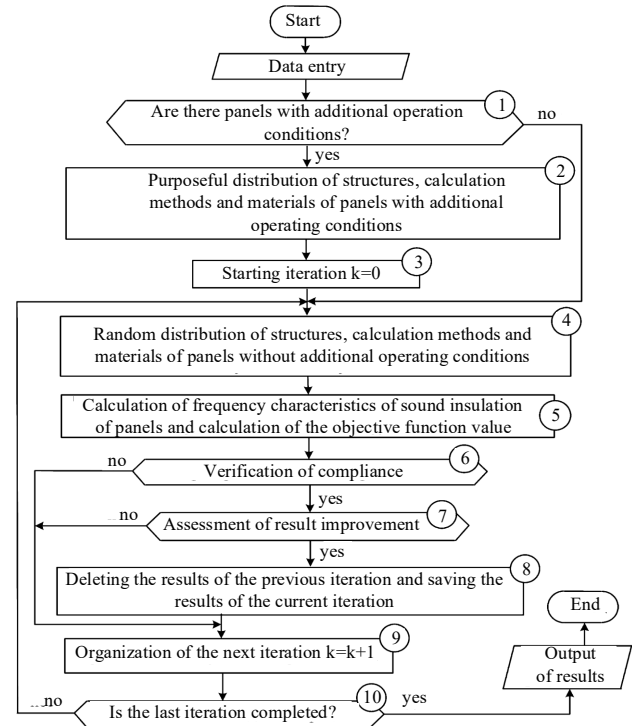 Start
Data entry
Are there panels with additional operation
conditions?
1
no
yes
2
Purposeful distribution of structures, calculation
methods and materials of panels with additional
operating conditions
3
Starting iteration k=0
4
Random distribution of structures, calculation methods and
materials of panels without additional operating conditions
Calculation of frequency characteristics of sound insulation
of panels and calculation of the objective function value
5
no
Verification of compliance
6
yes
no
Assessment of result improvement
7
yes
8
Deleting the results of the previous iteration and saving the
results of the current iteration
9
Organization of the next iteration k=k+1
no
Is the last iteration completed?
10
yes
Output
of results
End